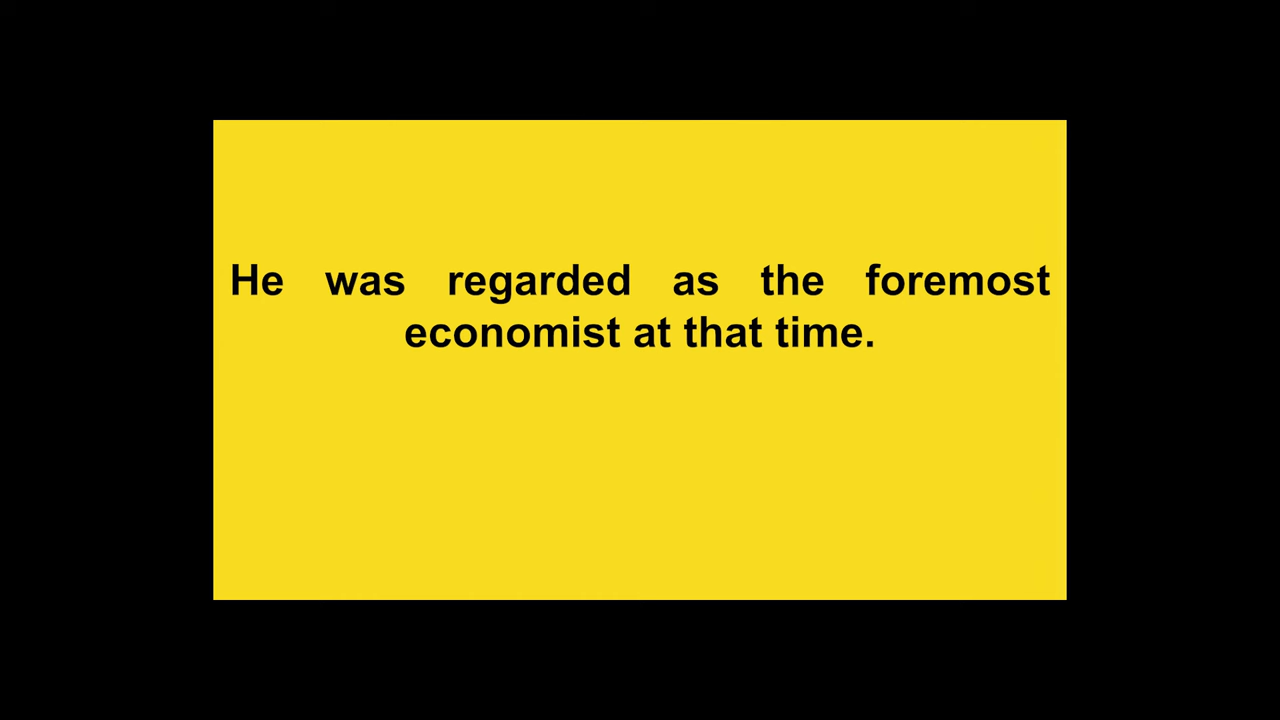 He was regarded as the foremost
economist at that time.